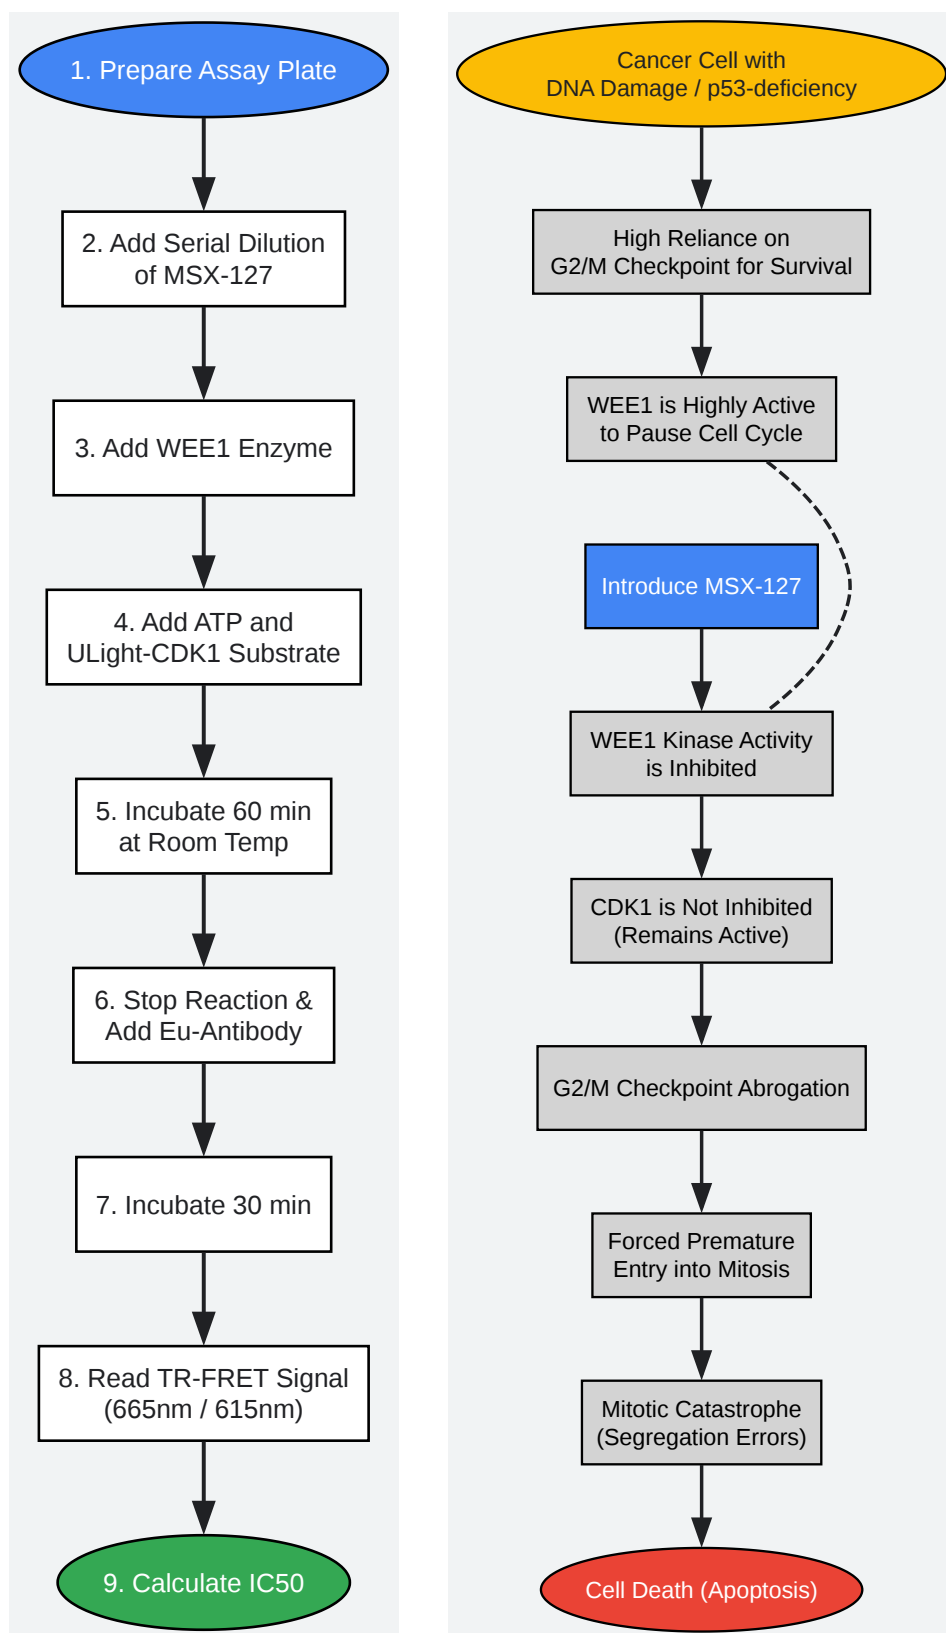 1. Prepare Assay Plate
2. Add Serial Dilution
of MSX-127
3. Add WEE1 Enzyme
4. Add ATP and
ULight-CDK1 Substrate
5. Incubate 60 min
at Room Temp
6. Stop Reaction &
Add Eu-Antibody
7. Incubate 30 min
8. Read TR-FRET Signal
(665nm / 615nm)
9. Calculate IC50
Cancer Cell with
DNA Damage / p53-deficiency
High Reliance on
G2/M Checkpoint for Survival
WEE1 is Highly Active
to Pause Cell Cycle
Introduce MSX-127
WEE1 Kinase Activity
is Inhibited
CDK1 is Not Inhibited
(Remains Active)
G2/M Checkpoint Abrogation
Forced Premature
Entry into Mitosis
Mitotic Catastrophe
(Segregation Errors)
Cell Death (Apoptosis)